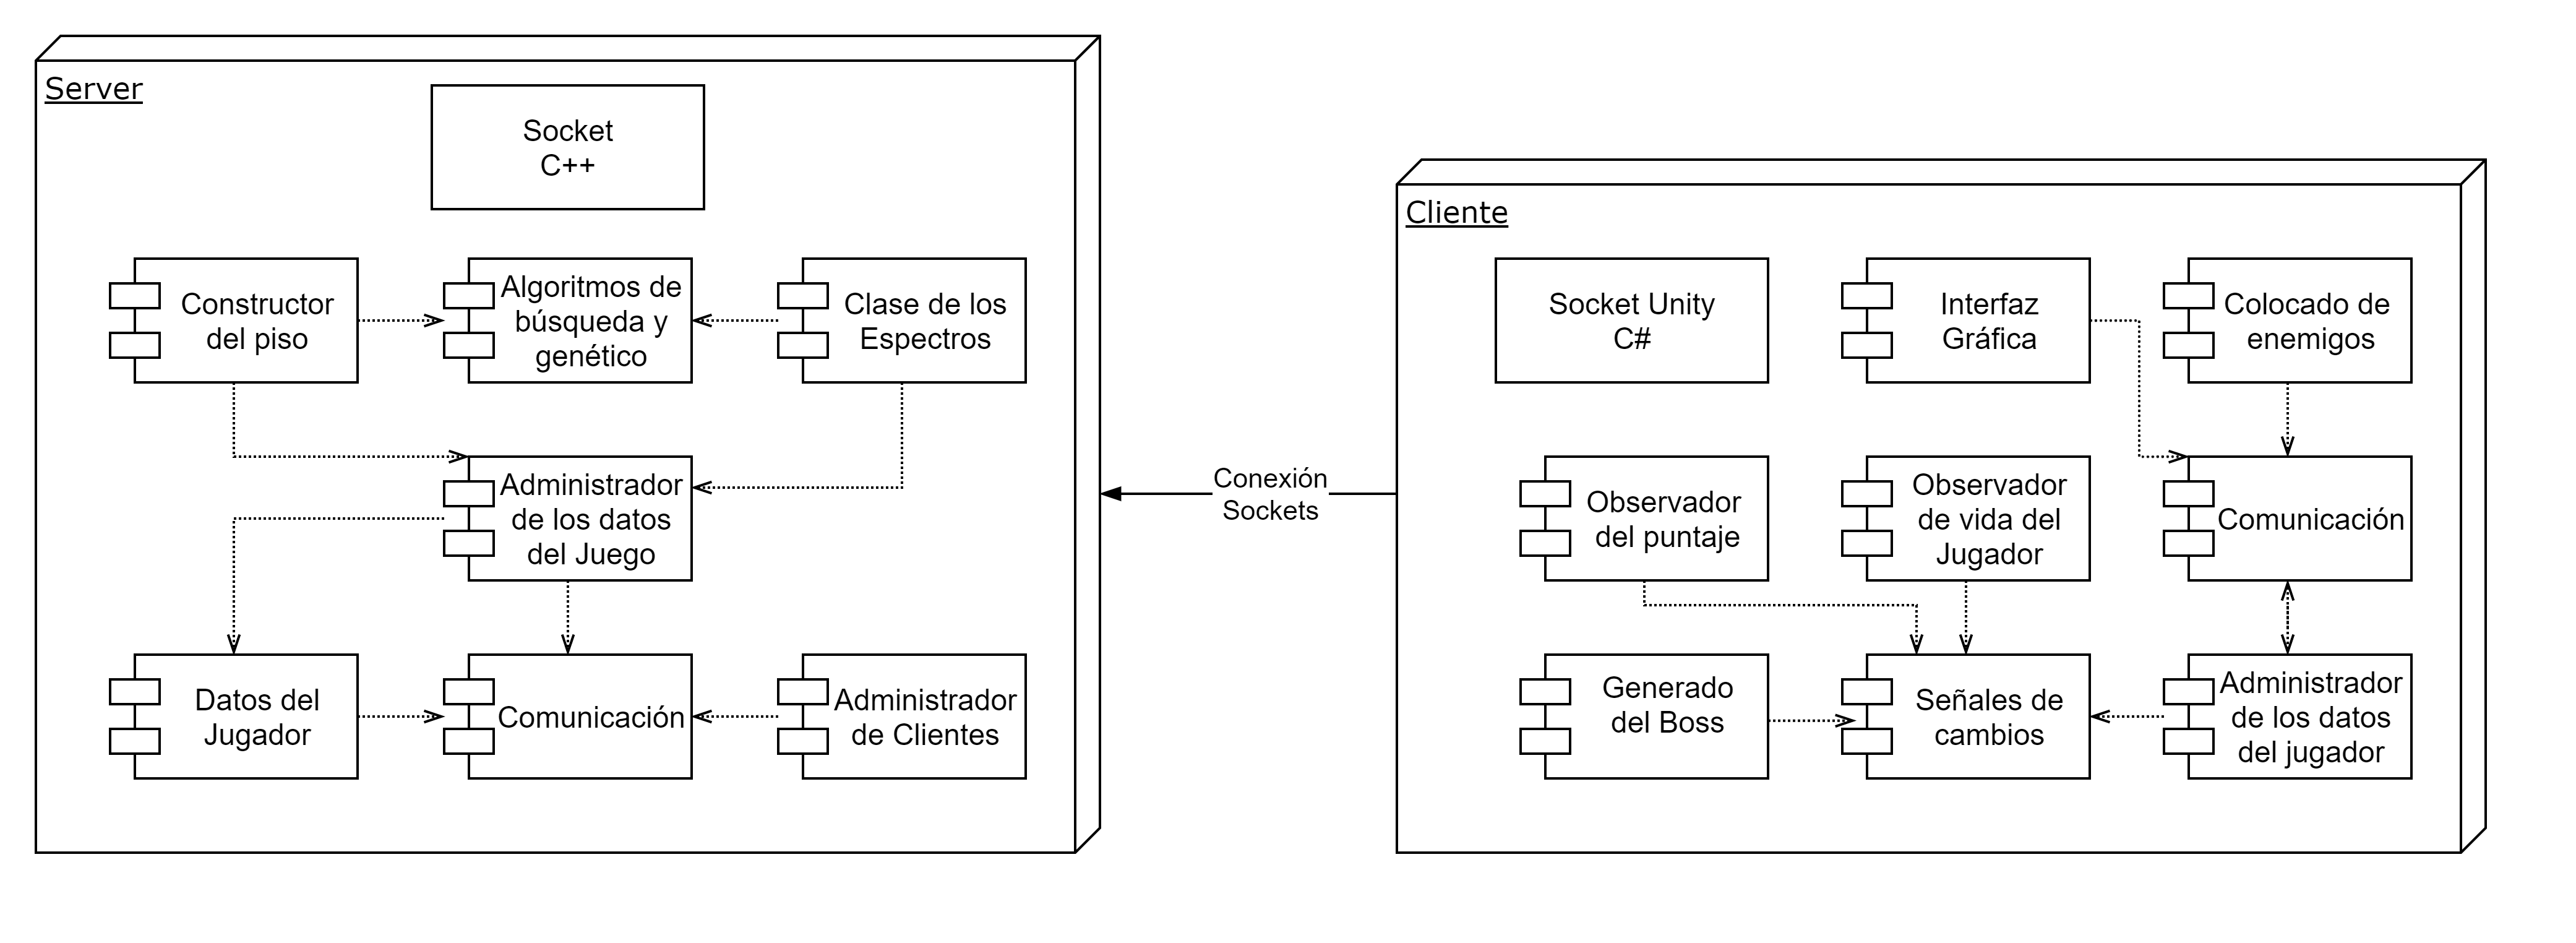 Server
Socket
C++
Constructor
del piso
Algoritmos de
búsqueda y
genético
Clase de los
Espectros
Administrador
de los datos
del Juego
Datos del
Jugador
Comunicación
Administrador
de Clientes
Conexión
Sockets
Cliente
Socket Unity
C#
Interfaz
Gráfica
Colocado de
enemigos
Observador
del puntaje
Observador
de vida del
Jugador
Comunicación
Generado
del Boss
Señales de
cambios
Administrador
de los datos
del jugador